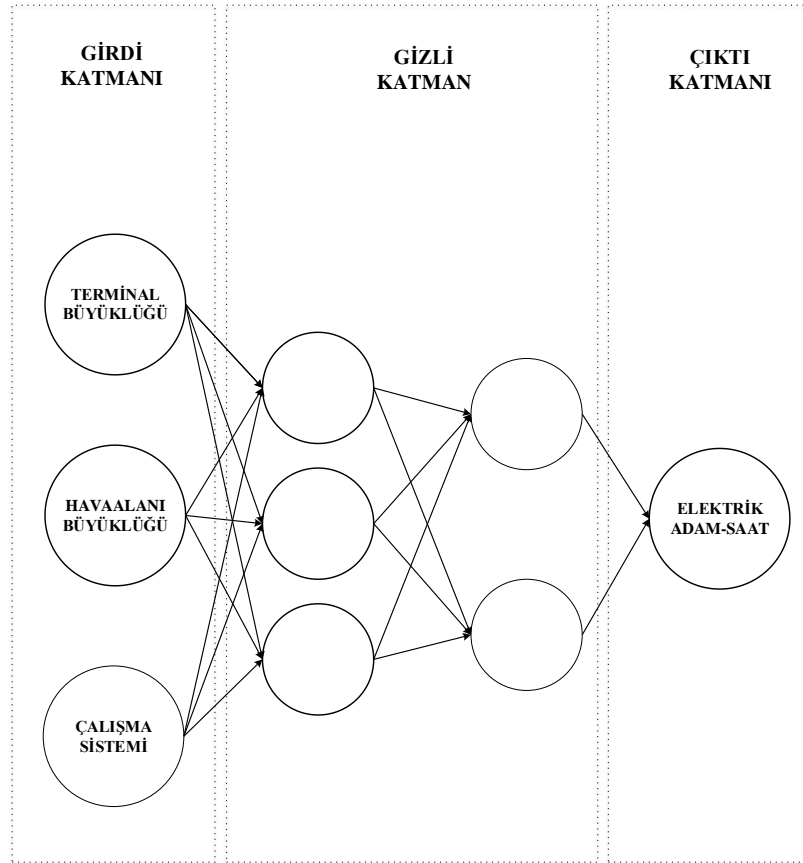 GİRDİ
KATMANI
GİZLİ
KATMAN
ÇIKTI
KATMANI
TERMİNAL
BÜYÜKLÜĞÜ
HAVAALANI
BÜYÜKLÜĞÜ
ÇALIŞMA
SİSTEMİ
ELEKTRİK
ADAM-SAAT